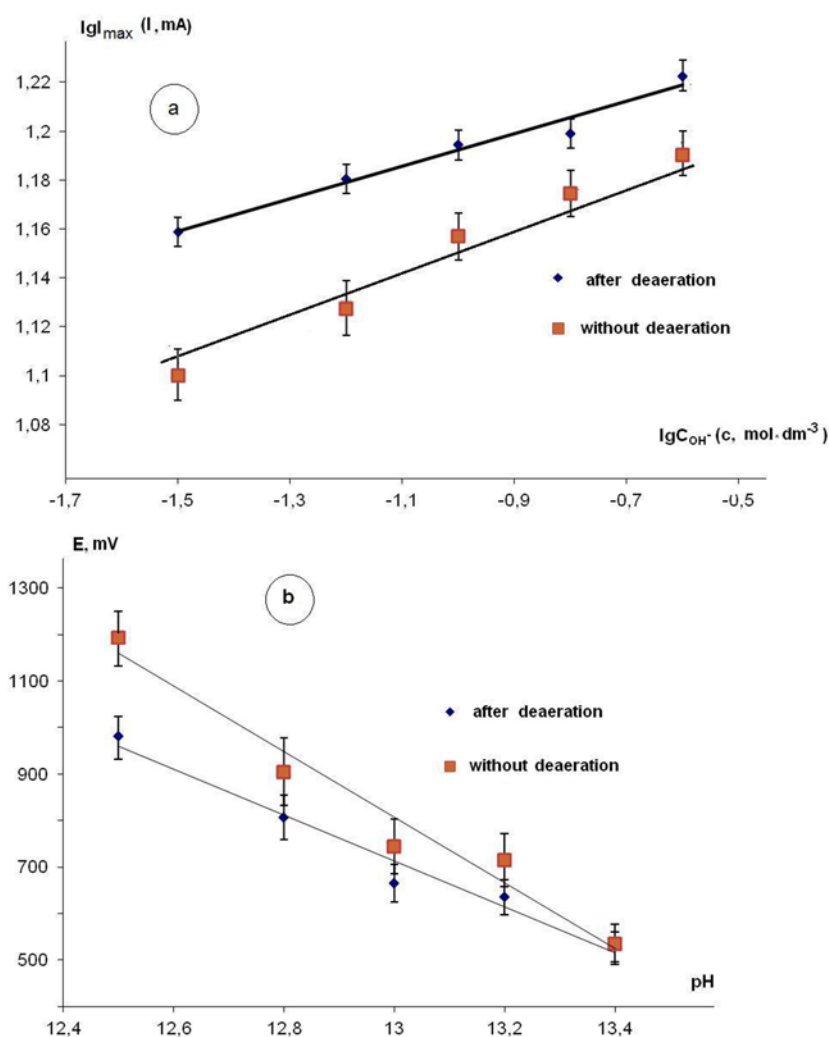 lgI_max (I, mA)
1,22
a
1,2
1,18
1,16
1,14
after deaeration
1,12
without deaeration
1,1
1,08
lgC_OH- (c, mol·dm^-3)
-1,7 -1,5 -1,3 -1,1 -0,9 -0,7 -0,5
E, mV
1300
b
1100
after deaeration
900
without deaeration
700
500
pH
12,4 12,6 12,8 13 13,2 13,4